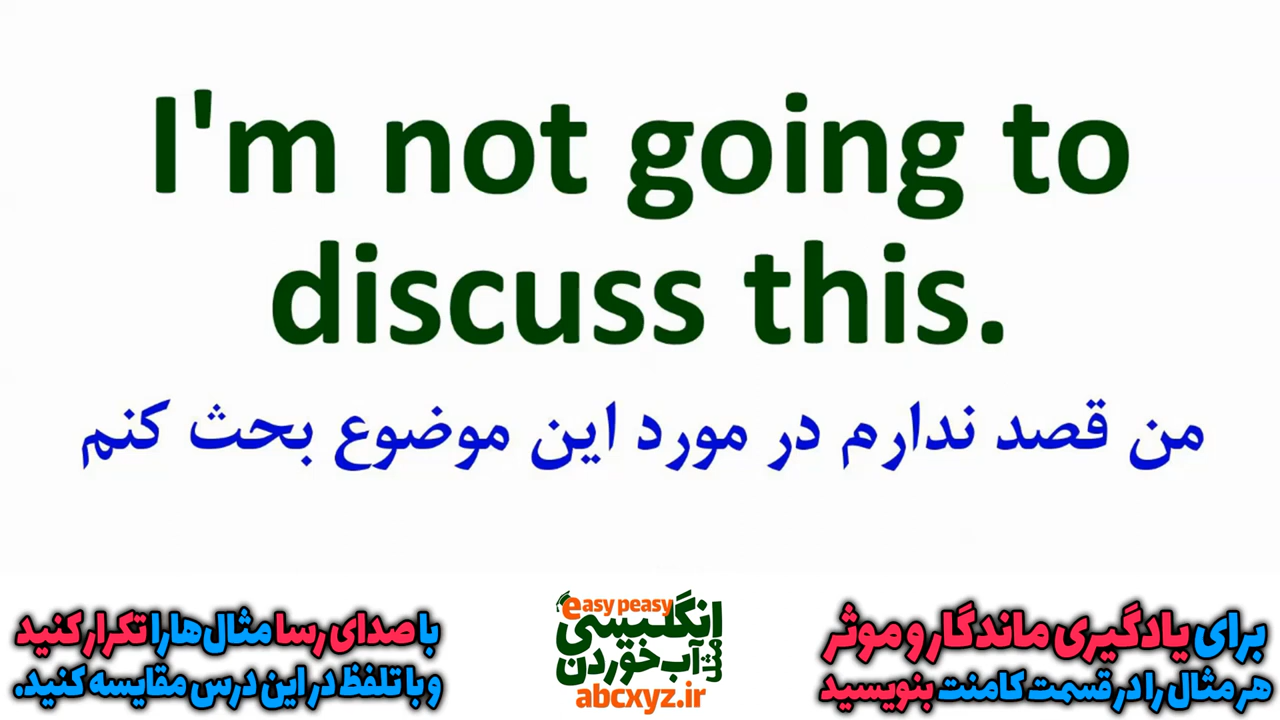 I'm not going to
discuss this.
من قصد ندارم در مورد این موضوع بحث کنم
برای یادگیری ماندگار و موثر
هر مثال را در قسمت کامنت بنویسید
easy peasy
انگلیسی
مثل آب خوردن
abcxyz.ir
با صدای رسا مثال‌ها را تکرار کنید
و با تلفظ در این درس مقایسه کنید.